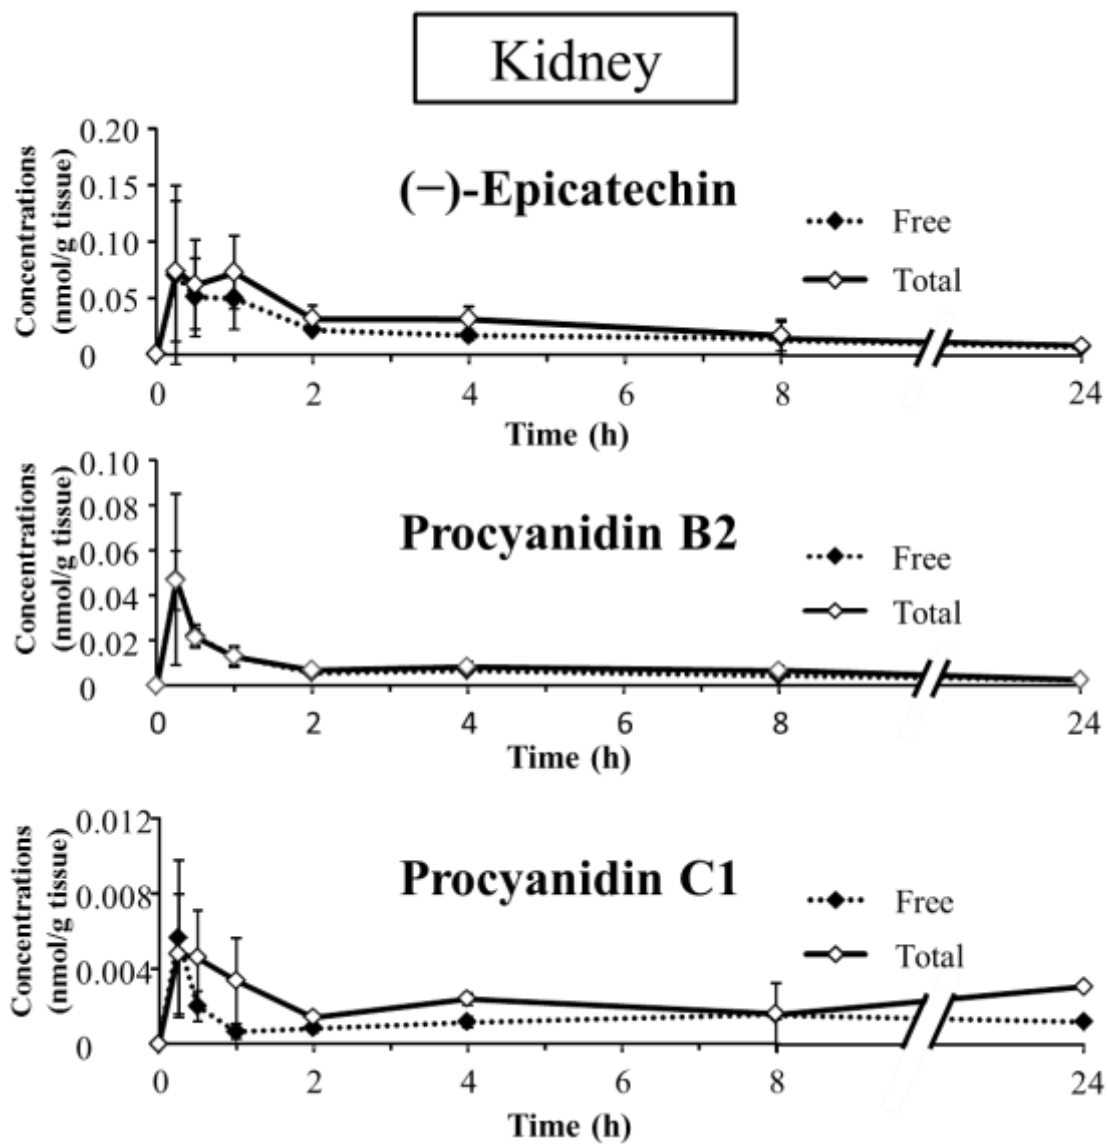 Kidney
Concentrations
(nmol/g tissue)
0.20
0.15
0.10
0.05
0
(−)-Epicatechin
Free
Total
0 2 4 6 8 24
Time (h)
Concentrations
(nmol/g tissue)
0.10
0.08
0.06
0.04
0.02
0
Procyanidin B2
Free
Total
0 2 4 6 8 24
Time (h)
Concentrations
(nmol/g tissue)
0.012
0.008
0.004
0
Procyanidin C1
Free
Total
0 2 4 6 8 24
Time (h)